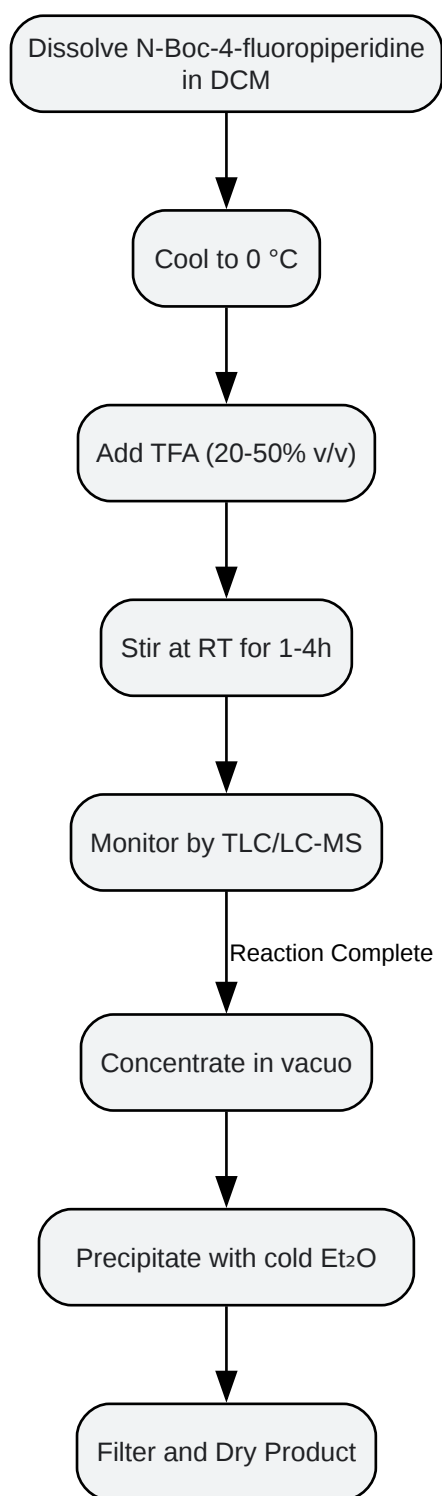 Dissolve N-Boc-4-fluoropiperidine
in DCM
Cool to 0 °C
Add TFA (20-50% v/v)
Stir at RT for 1-4h
Monitor by TLC/LC-MS
Reaction Complete
Concentrate in vacuo
Precipitate with cold Et₂O
Filter and Dry Product